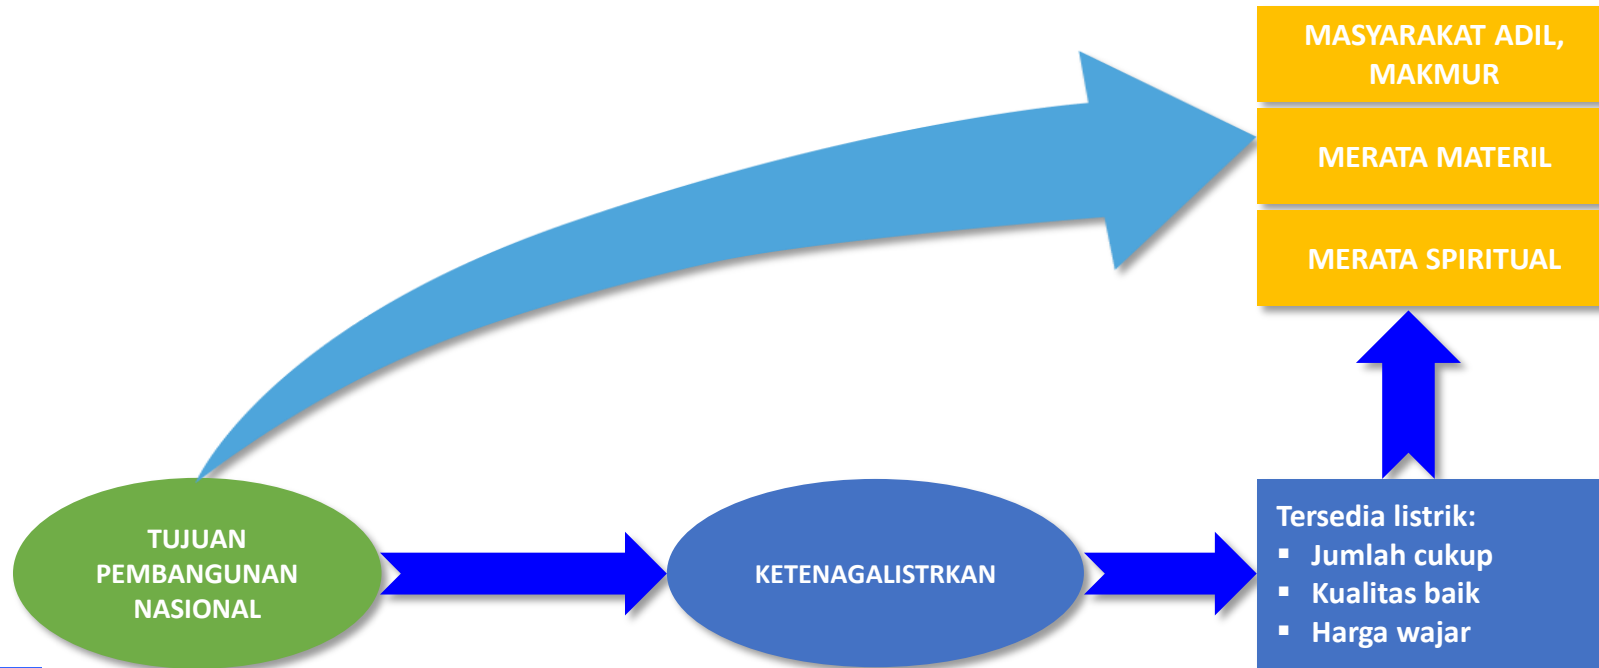 MASYARAKAT ADIL,
MAKMUR
MERATA MATERIL
MERATA SPIRITUAL
TUJUAN
PEMBANGUNAN
NASIONAL
KETENAGALISTRKAN
Tersedia listrik:
▪ Jumlah cukup
▪ Kualitas baik
▪ Harga wajar